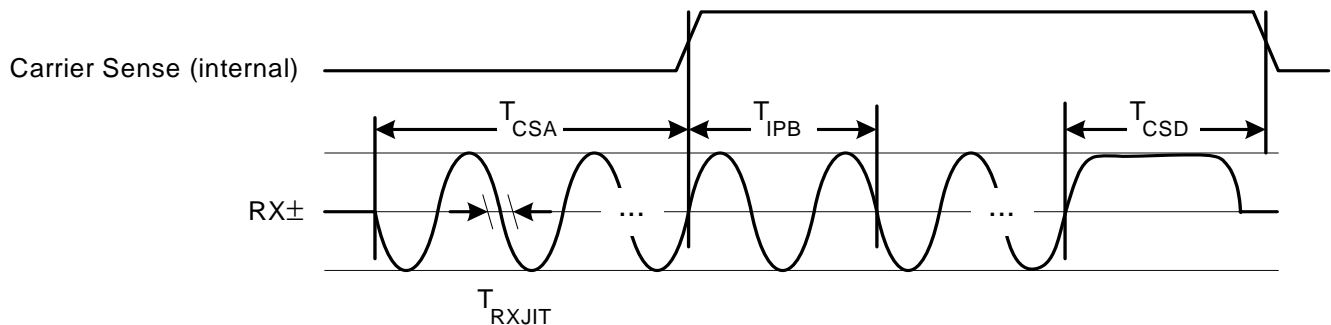 Carrier Sense (internal)
TCSA
TIPB
TCSD
RX±
...
...
TRXJIT